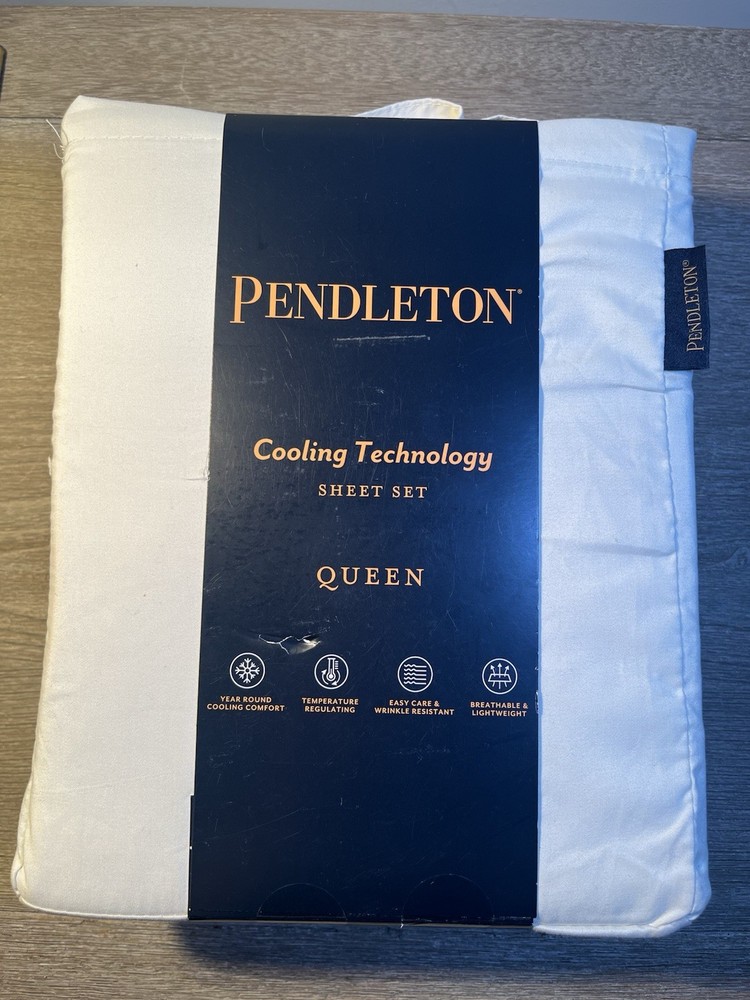 PENDLETON®
PENDLETON®
Cooling Technology
SHEET SET
QUEEN
YEAR ROUND
COOLING COMFORT
TEMPERATURE
REGULATING
EASY CARE &
WRINKLE RESISTANT
BREATHABLE &
LIGHTWEIGHT